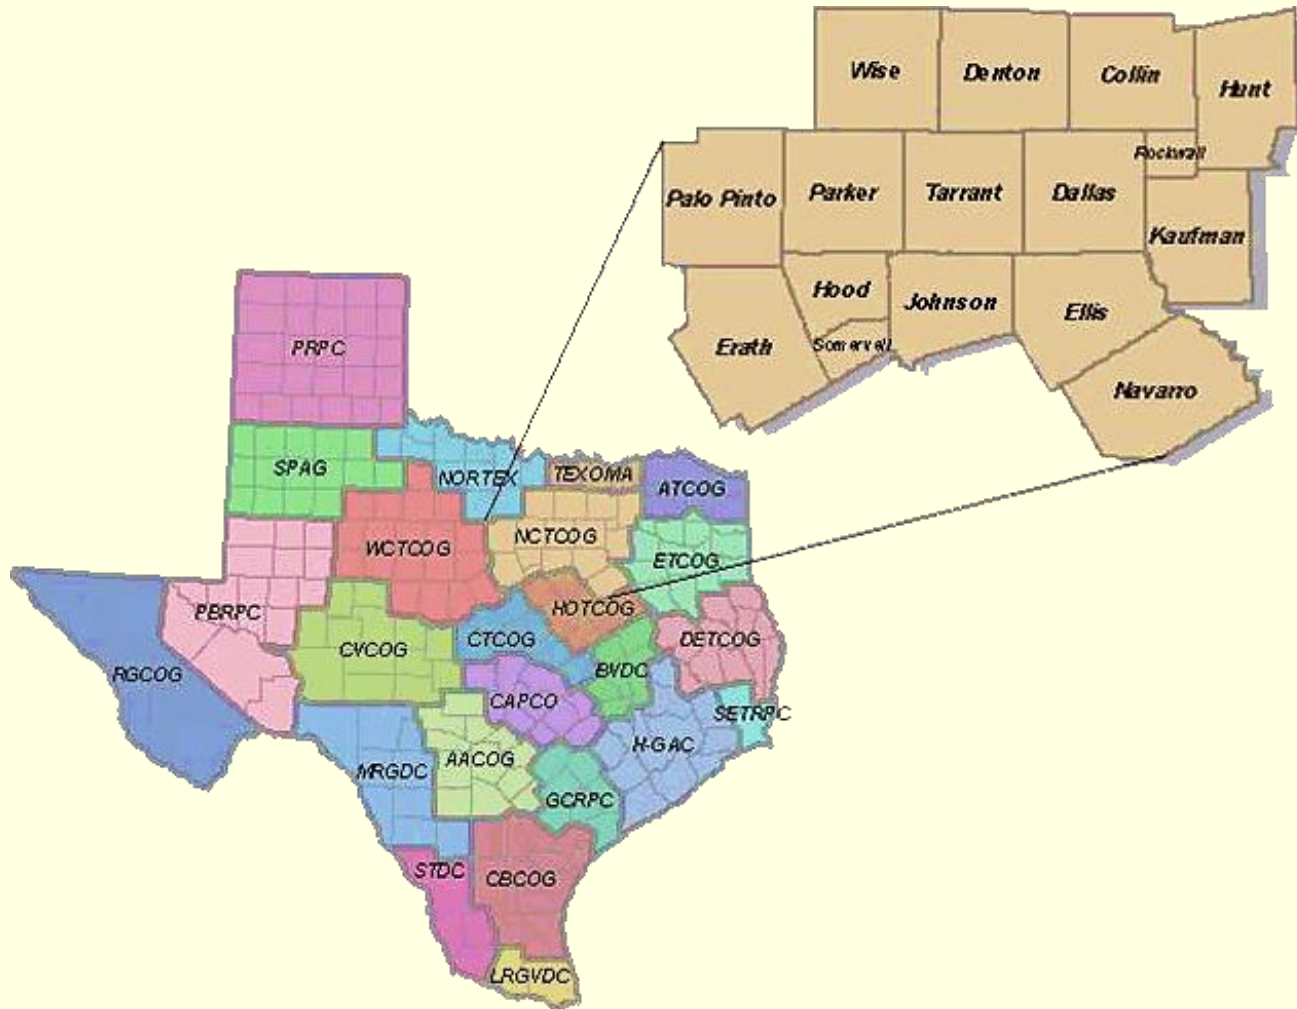 Wise
Denton
Collin
Hunt
Rockwall
Palo Pinto
Parker
Tarrant
Dallas
Kaufman
Hood
Johnson
Ellis
Erath
Somervell
Navarro
PRPC
SPAG
NORTEX
TEXOMA
ATCOG
WCTCOG
NCTCOG
ETCOG
PBRPC
HOTCOG
CVCOG
CTCOG
DETCOG
RGCOG
BVDC
CAPCO
SETRPC
H-GAC
AACOG
MRGDC
GCRPC
STDC
CBCOG
LRGVDC